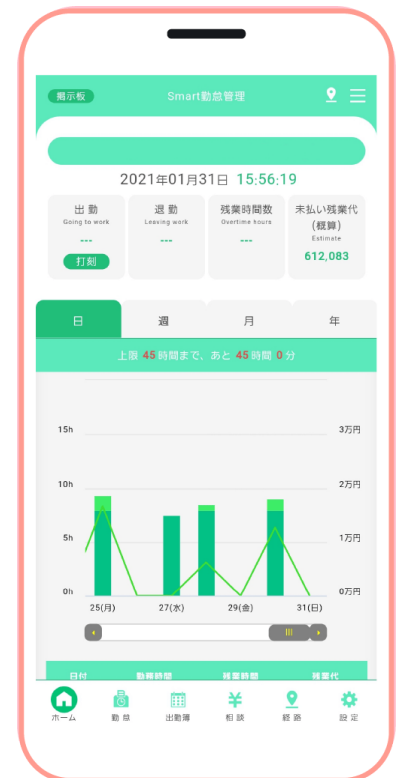 掲示板
Smart勤怠管理
2021年01月31日 15:56:19
出勤
Going to work
---
打刻
退勤
Leaving work
---
残業時間数
Overtime hours
---
未払い残業代
(概算)
Estimate
612,083
日 週 月 年
上限 45 時間まで、あと 45 時間 0 分
15h 3万円
10h 2万円
5h 1万円
0h 0万円
25(月) 27(水) 29(金) 31(日)
日付 勤務時間 残業時間 残業代
ホーム 勤怠 出勤簿 相談 経路 設定